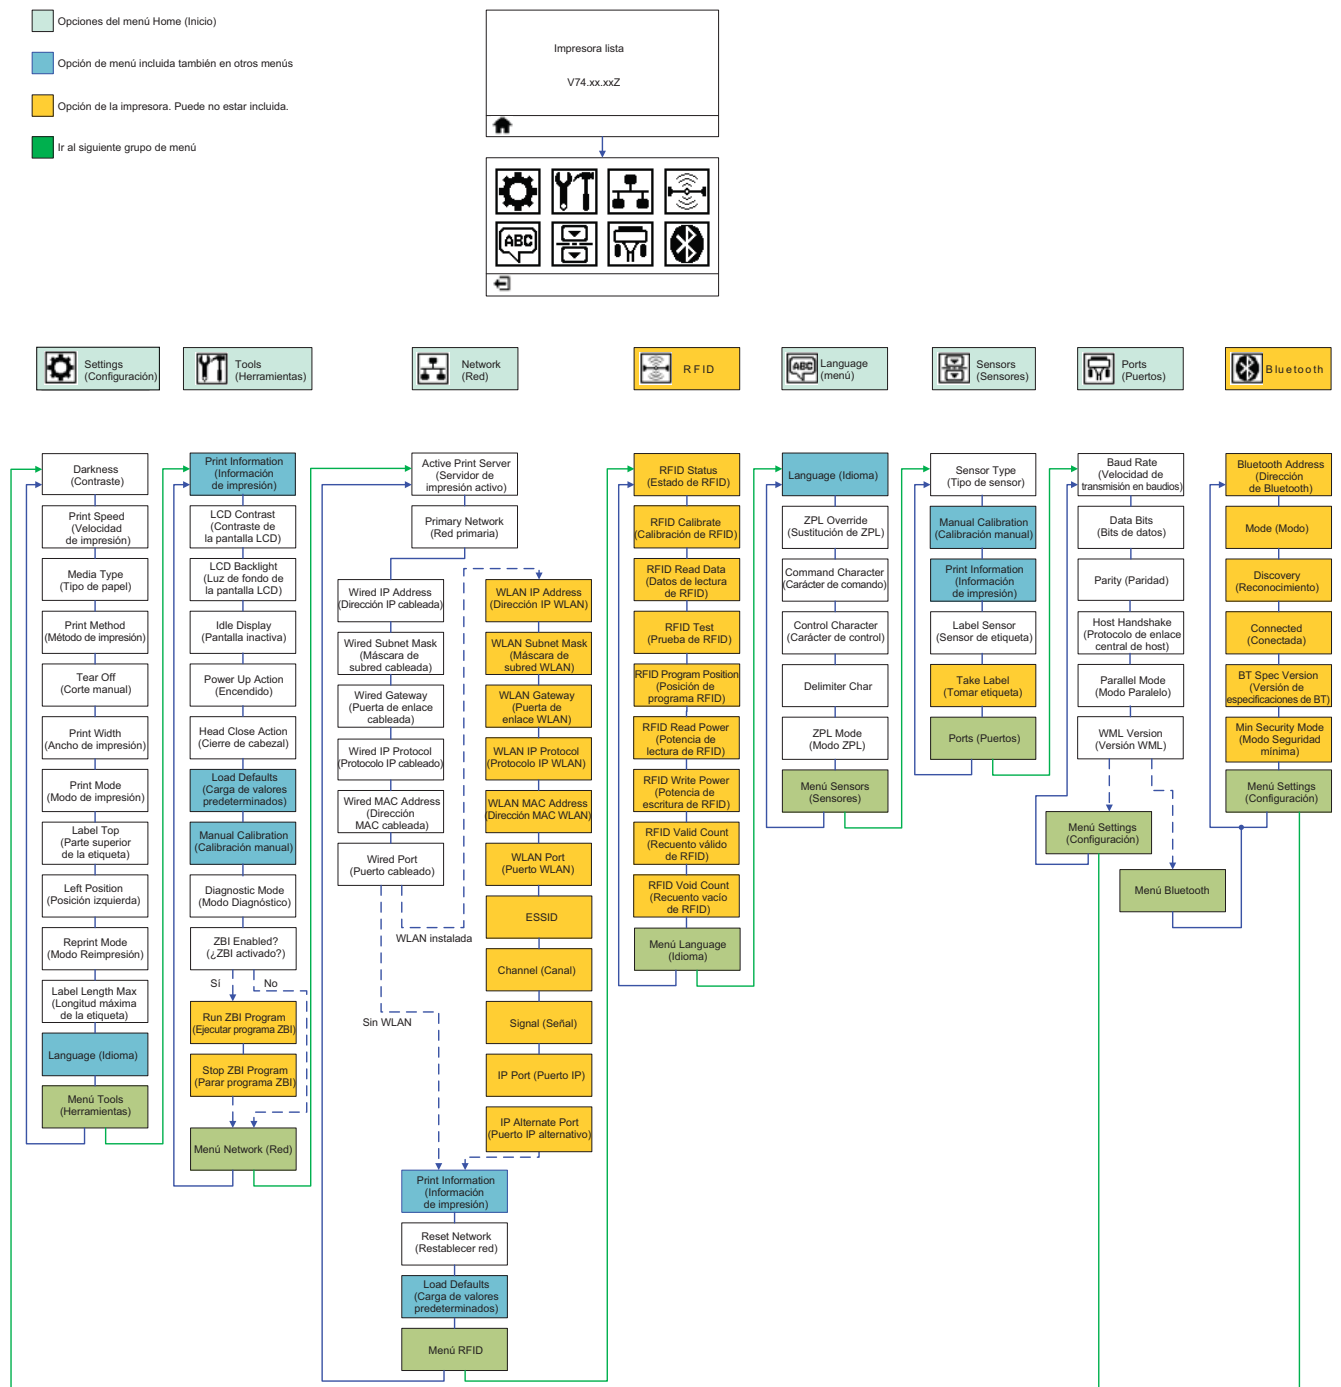 Opciones del menú Home (Inicio)
Opción de menú incluida también en otros menús
Opción de la impresora. Puede no estar incluida.
Ir al siguiente grupo de menú
Impresora lista
V74.xx.xxZ
ABC
Settings
(Configuración)
Tools
(Herramientas)
Network
(Red)
RFID
ABC
Language
(menú)
Sensors
(Sensores)
Ports
(Puertos)
Bluetooth
Darkness
(Contraste)
Print Speed
(Velocidad
de impresión)
Media Type
(Tipo de papel)
Print Method
(Método de impresión)
Tear Off
(Corte manual)
Print Width
(Ancho de impresión)
Print Mode
(Modo de impresión)
Label Top
(Parte superior
de la etiqueta)
Left Position
(Posición izquierda)
Reprint Mode
(Modo Reimpresión)
Label Length Max
(Longitud máxima
de la etiqueta)
Language (Idioma)
Menú Tools
(Herramientas)
Print Information
(Información
de impresión)
LCD Contrast
(Contraste de
la pantalla LCD)
LCD Backlight
(Luz de fondo de
la pantalla LCD)
Idle Display
(Pantalla inactiva)
Power Up Action
(Encendido)
Head Close Action
(Cierre de cabezal)
Load Defaults
(Carga de valores
predeterminados)
Manual Calibration
(Calibración manual)
Diagnostic Mode
(Modo Diagnóstico)
ZBI Enabled?
(¿ZBI activado?)
Sí
No
Run ZBI Program
(Ejecutar programa ZBI)
Stop ZBI Program
(Parar programa ZBI)
Menú Network (Red)
Active Print Server
(Servidor de
impresión activo)
Primary Network
(Red primaria)
Wired IP Address
(Dirección IP cableada)
Wired Subnet Mask
(Máscara de
subred cableada)
Wired Gateway
(Puerta de enlace
cableada)
Wired IP Protocol
(Protocolo IP cableado)
Wired MAC Address
(Dirección
MAC cableada)
Wired Port
(Puerto cableado)
WLAN instalada
Sin WLAN
WLAN IP Address
(Dirección IP WLAN)
WLAN Subnet Mask
(Máscara de
subred WLAN)
WLAN Gateway
(Puerta de
enlace WLAN)
WLAN IP Protocol
(Protocolo IP WLAN)
WLAN MAC Address
(Dirección MAC WLAN)
WLAN Port
(Puerto WLAN)
ESSID
Channel (Canal)
Signal (Señal)
IP Port (Puerto IP)
IP Alternate Port
(Puerto IP alternativo)
Print Information
(Información
de impresión)
Reset Network
(Restablecer red)
Load Defaults
(Carga de valores
predeterminados)
Menú RFID
RFID Status
(Estado de RFID)
RFID Calibrate
(Calibración de RFID)
RFID Read Data
(Datos de lectura
de RFID)
RFID Test
(Prueba de RFID)
RFID Program Position
(Posición de
programa RFID)
RFID Read Power
(Potencia de
lectura de RFID)
RFID Write Power
(Potencia de
escritura de RFID)
RFID Valid Count
(Recuento válido
de RFID)
RFID Void Count
(Recuento vacío
de RFID)
Menú Language
(Idioma)
Language (Idioma)
ZPL Override
(Sustitución de ZPL)
Command Character
(Carácter de comando)
Control Character
(Carácter de control)
Delimiter Char
ZPL Mode
(Modo ZPL)
Menú Sensors
(Sensores)
Sensor Type
(Tipo de sensor)
Manual Calibration
(Calibración manual)
Print Information
(Información
de impresión)
Label Sensor
(Sensor de etiqueta)
Take Label
(Tomar etiqueta)
Ports (Puertos)
Baud Rate
(Velocidad de
transmisión en baudios)
Data Bits
(Bits de datos)
Parity (Paridad)
Host Handshake
(Protocolo de enlace
central de host)
Parallel Mode
(Modo Paralelo)
WML Version
(Versión WML)
Menú Settings
(Configuración)
Menú Bluetooth
Bluetooth Address
(Dirección
de Bluetooth)
Mode (Modo)
Discovery
(Reconocimiento)
Connected
(Conectada)
BT Spec Version
(Versión de
especificaciones de BT)
Min Security Mode
(Modo Seguridad
mínima)
Menú Settings
(Configuración)